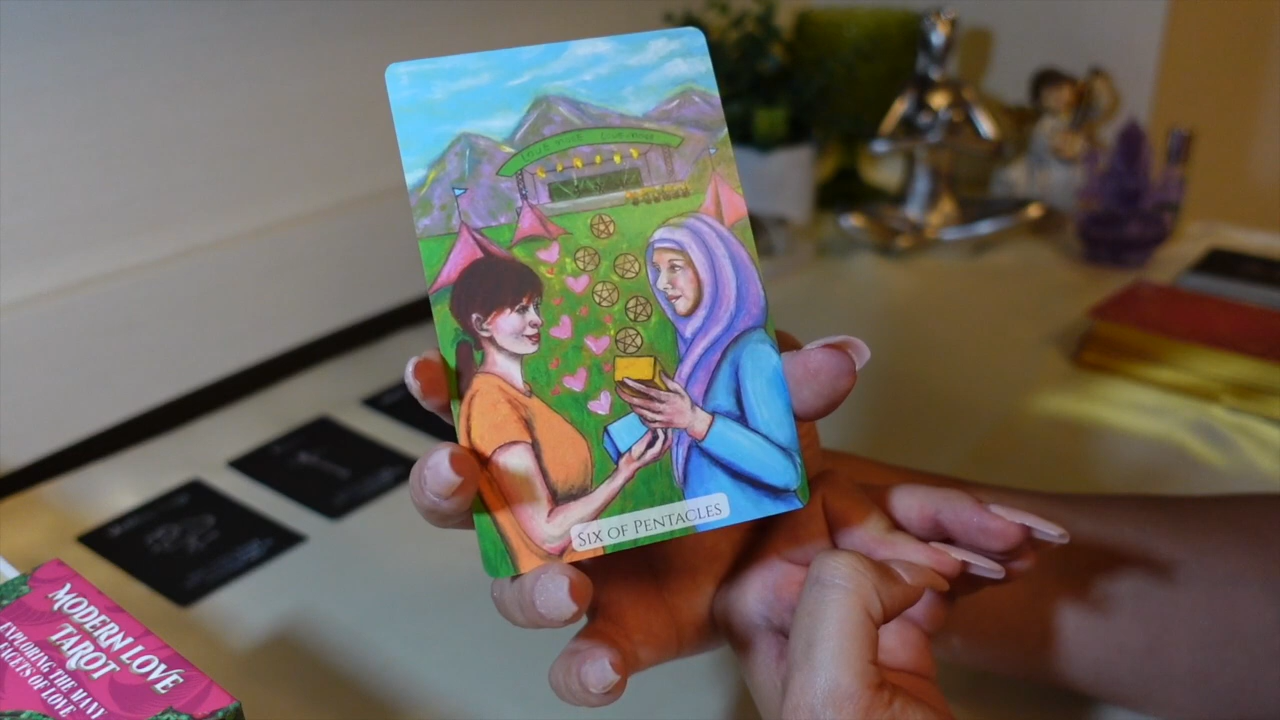 SIX OF PENTACLES
MODERN LOVE
TAROT
EXPLORING THE MANY
FACETS OF LOVE